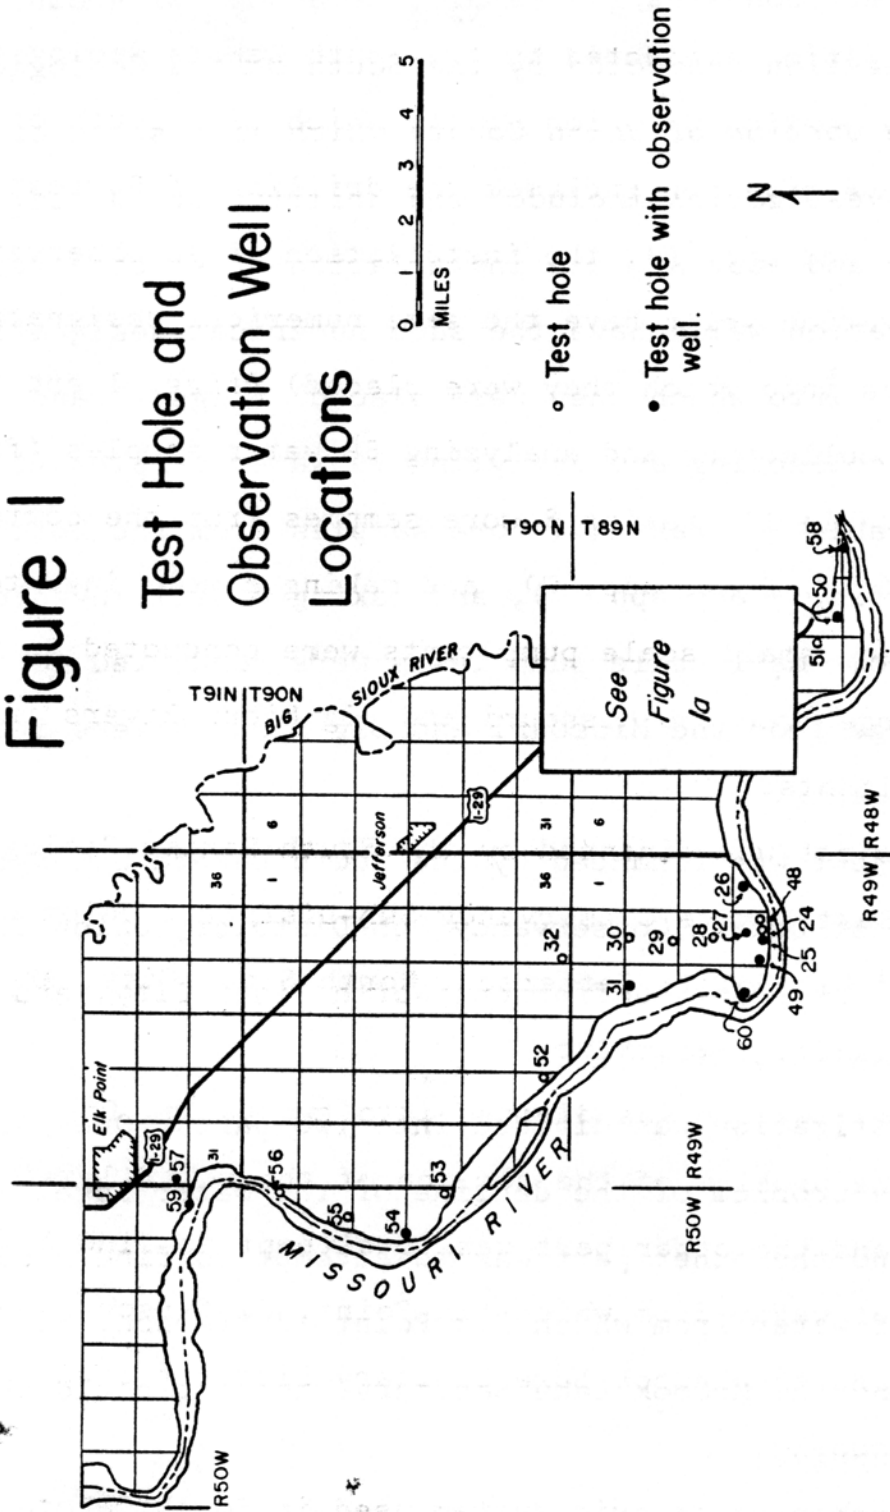 Figure 1
Test Hole and
Observation Well
Locations
0 1 2 3 4 5
MILES
Test hole
Test hole with observation
well.
N
T91N
T90N
BIG
SIOUX RIVER
T90N
T89N
See
Figure
1a
Elk Point
I-29
Jefferson
I-29
36
31
1
6
36
31
1
6
31
MISSOURI RIVER
59
57
56
55
54
53
52
32
31
30
29
28
27
26
60
49
25
24
48
51
50
58
R50W
R50W
R49W
R49W
R48W